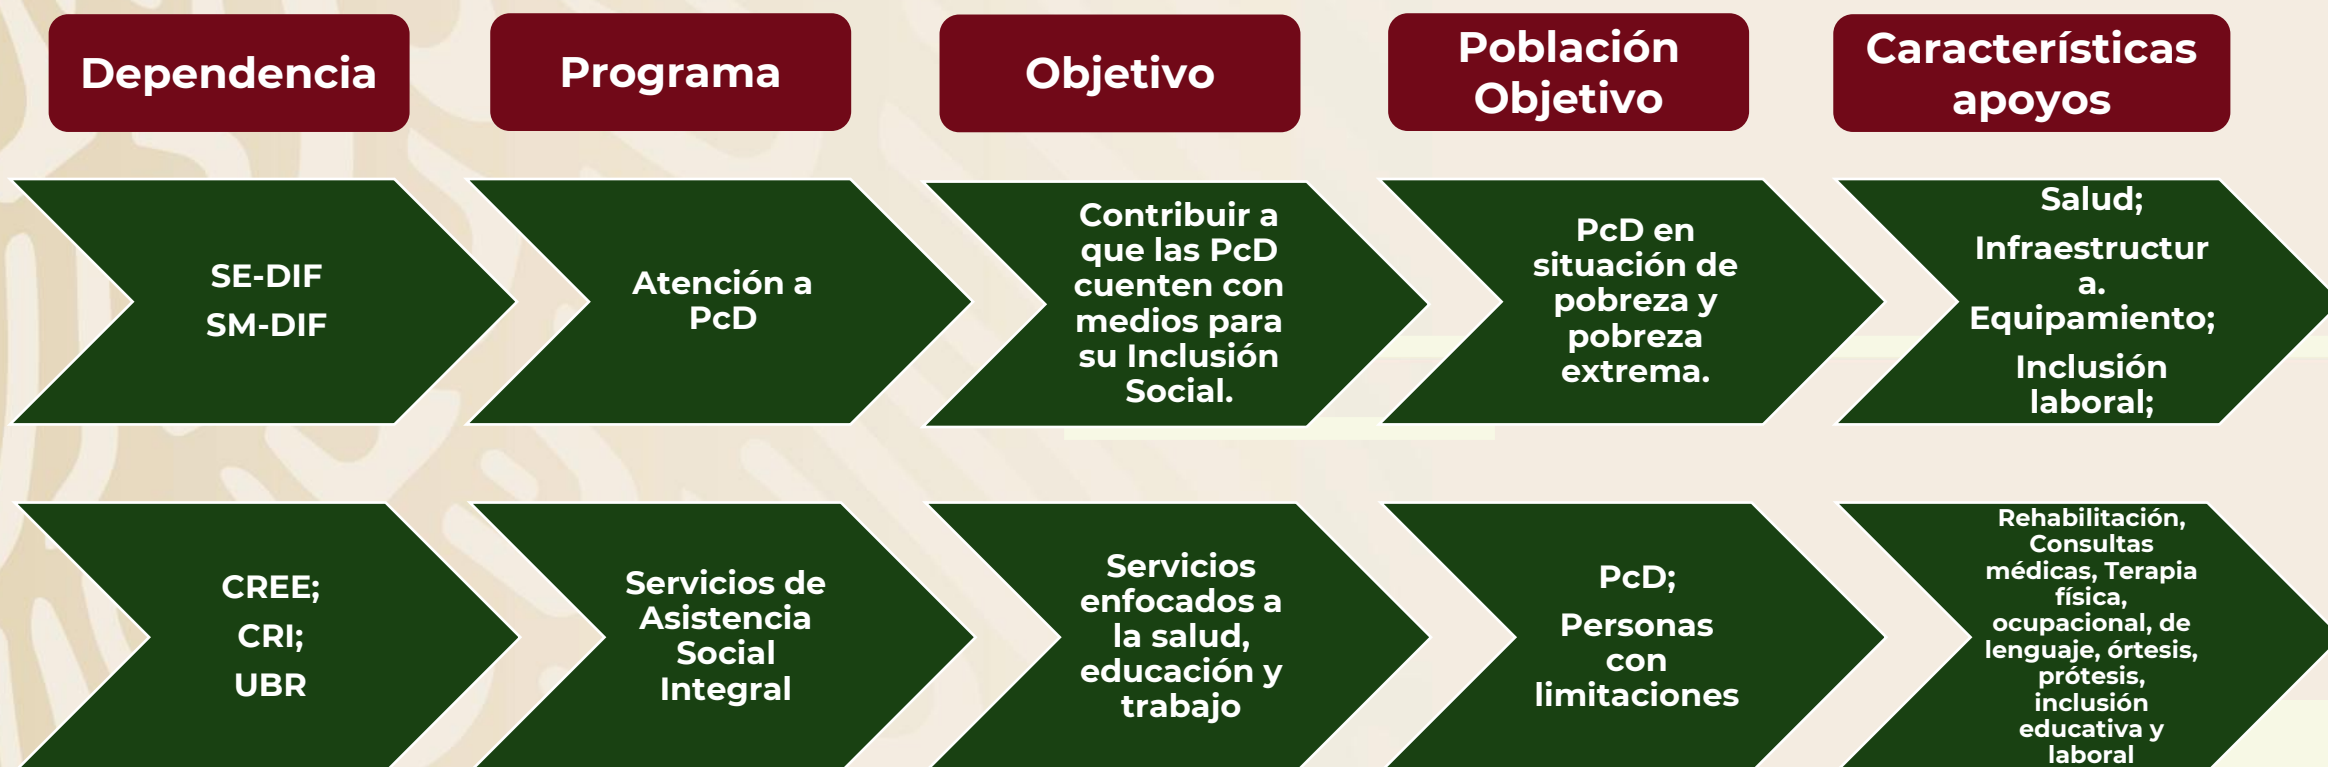 Dependencia
Programa
Objetivo
Población
Objetivo
Características
apoyos
SE-DIF
SM-DIF
Atención a
PcD
Contribuir a
que las PcD
cuenten con
medios para
su Inclusión
Social.
PcD en
situación de
pobreza y
pobreza
extrema.
Salud;
Infraestructur
a.
Equipamiento;
Inclusión
laboral;
CREE;
CRI;
UBR
Servicios de
Asistencia
Social
Integral
Servicios
enfocados a
la salud,
educación y
trabajo
PcD;
Personas
con
limitaciones
Rehabilitación,
Consultas
médicas, Terapia
física,
ocupacional, de
lenguaje, órtesis,
prótesis,
inclusión
educativa y
laboral